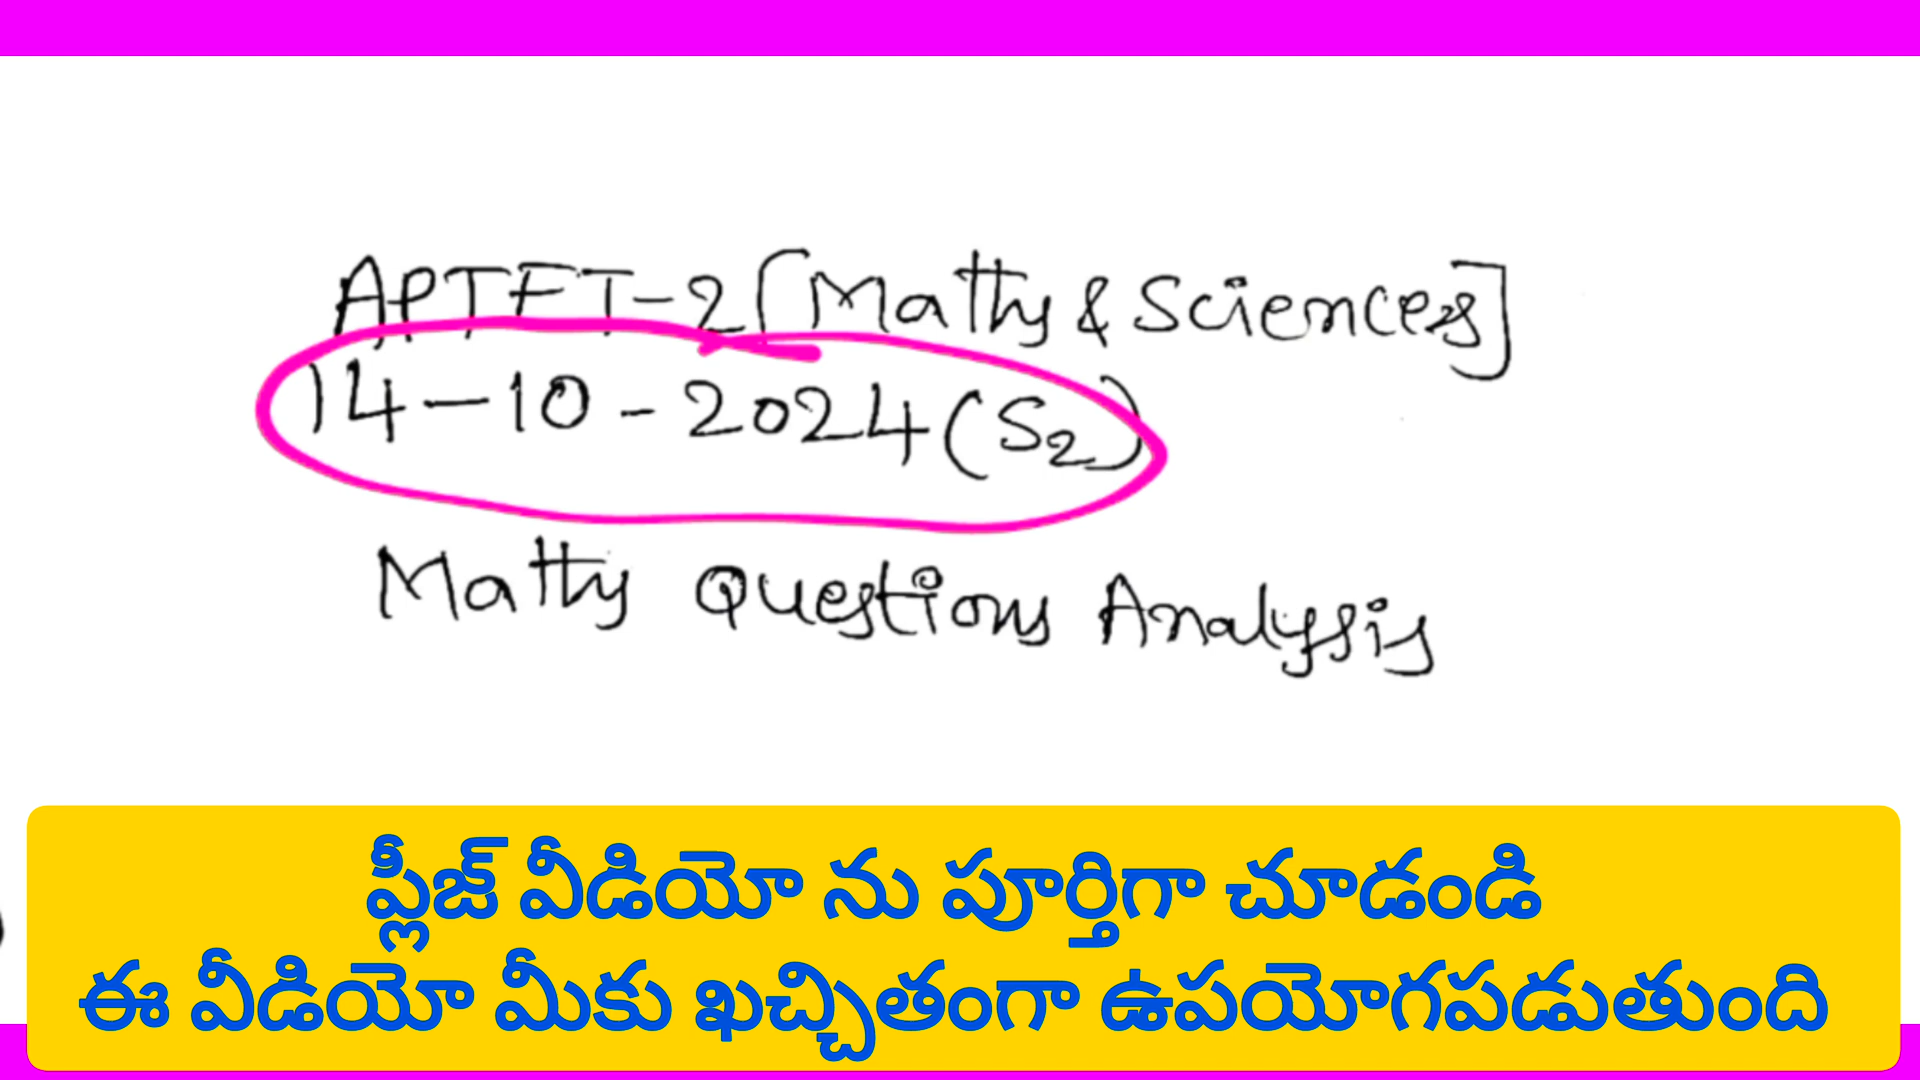 APTET-2[Maths & Sciences]
14-10-2024(S2)
Maths Questions Analysis
ప్లీజ్ వీడియో ను పూర్తిగా చూడండి
ఈ వీడియో మీకు ఖచ్చితంగా ఉపయోగపడుతుంది